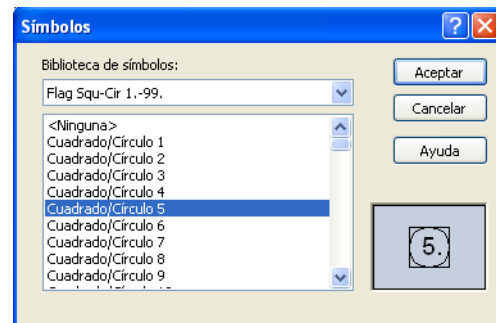 Símbolos
Biblioteca de símbolos:
Flag Squ-Cir 1.-99.
<Ninguna>
Cuadrado/Círculo 1
Cuadrado/Círculo 2
Cuadrado/Círculo 3
Cuadrado/Círculo 4
Cuadrado/Círculo 5
Cuadrado/Círculo 6
Cuadrado/Círculo 7
Cuadrado/Círculo 8
Cuadrado/Círculo 9
Aceptar
Cancelar
Ayuda
5.